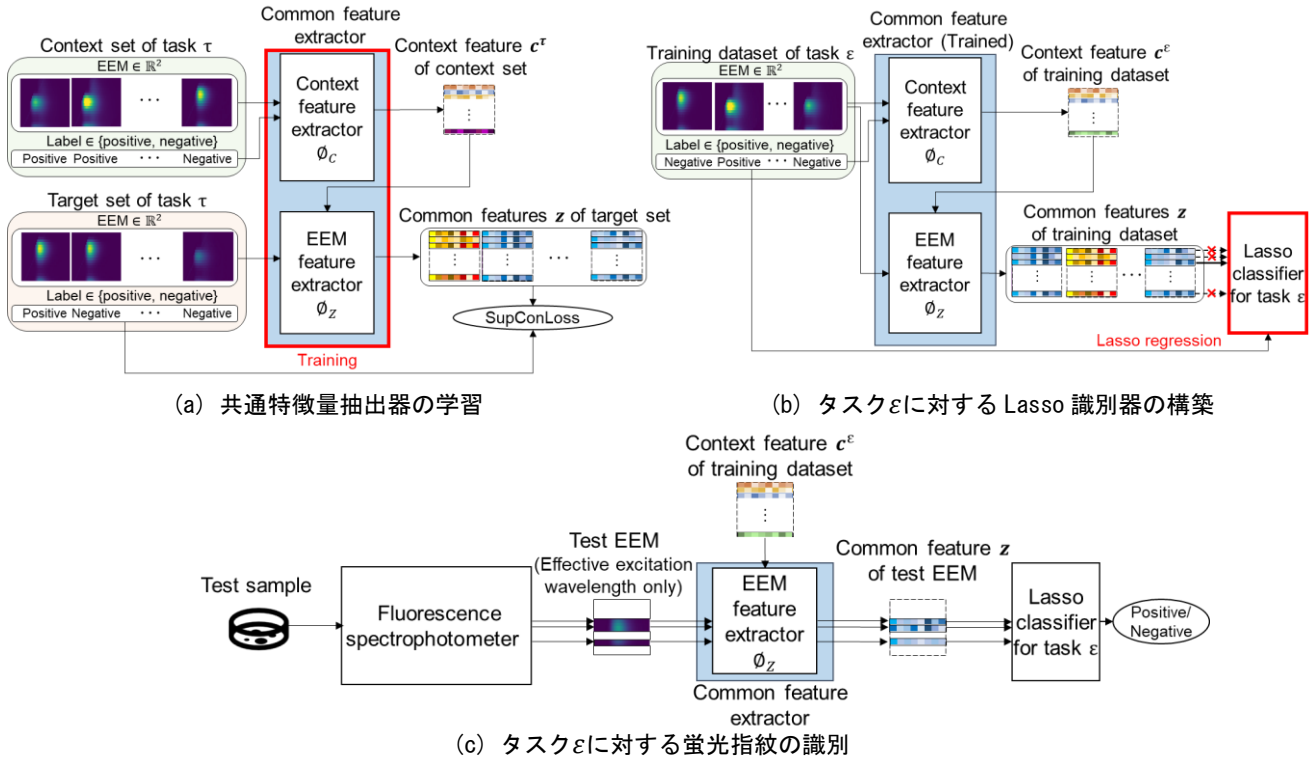 Common feature
extractor
Context set of task τ
EEM ∈ ℝ²
Label ∈ {positive, negative}
Positive Positive ··· Negative
Context
feature
extractor
∅_C
Context feature c^τ
of context set
Target set of task τ
EEM ∈ ℝ²
Label ∈ {positive, negative}
Positive Negative ··· Negative
EEM
feature
extractor
∅_Z
Common features z of target set
SupConLoss
Training
(a) 共通特徴量抽出器の学習
Common feature
extractor (Trained)
Training dataset of task ε
EEM ∈ ℝ²
Label ∈ {positive, negative}
Negative Positive ··· Negative
Context
feature
extractor
∅_C
Context feature c^ε
of training dataset
EEM
feature
extractor
∅_Z
Common features z
of training dataset
Lasso
classifier
for task ε
Lasso regression
(b) タスクεに対する Lasso 識別器の構築
Context feature c^ε
of training dataset
Test sample
Fluorescence
spectrophotometer
Test EEM
(Effective excitation
wavelength only)
EEM
feature
extractor
∅_Z
Common feature
extractor
Common feature z
of test EEM
Lasso
classifier
for task ε
Positive/
Negative
(c) タスクεに対する蛍光指紋の識別